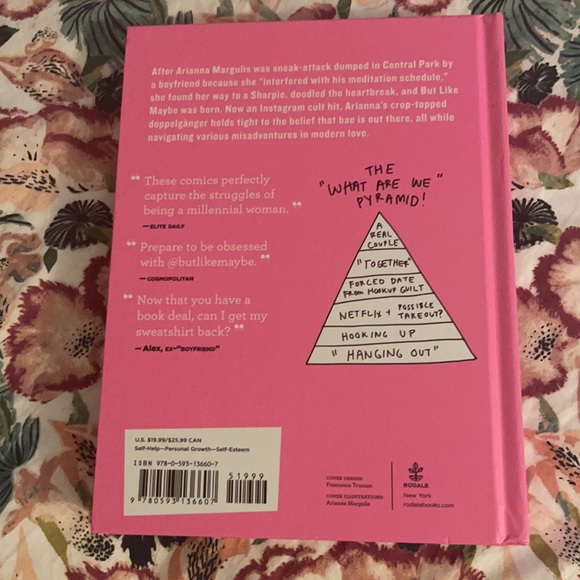 After Arianna Margulis was sneak-attack dumped in Central Park by
a boyfriend because she “interfered with his meditation schedule,”
she found her way to a Sharpie, doodled the heartbreak, and But Like
Maybe was born. Now an Instagram cult hit, Arianna’s crop-topped
doppelgänger holds tight to the belief that bae is out there, all while
navigating various misadventures in modern love.
“These comics perfectly
capture the struggles of
being a millennial woman.”
—ELITE DAILY
“Prepare to be obsessed
with @butlikemaybe.”
—COSMOPOLITAN
“Now that you have a
book deal, can I get my
sweatshirt back?”
—Alex, EX-“BOYFRIEND”
THE
"WHAT ARE WE"
PYRAMID!
A
REAL
COUPLE
"TOGETHER"
FORCED DATE
FROM HOOKUP GUILT
NETFLIX + POSSIBLE
TAKEOUT?
HOOKING UP
"HANGING OUT"
U.S. $19.99/$25.99 CAN
Self-Help—Personal Growth—Self-Esteem
ISBN 978-0-593-13660-7
51999
9 780593 136607
COVER DESIGN:
Francesca Truman
COVER ILLUSTRATIONS:
Arianna Margulis
RODALE
New York
rodalebooks.com